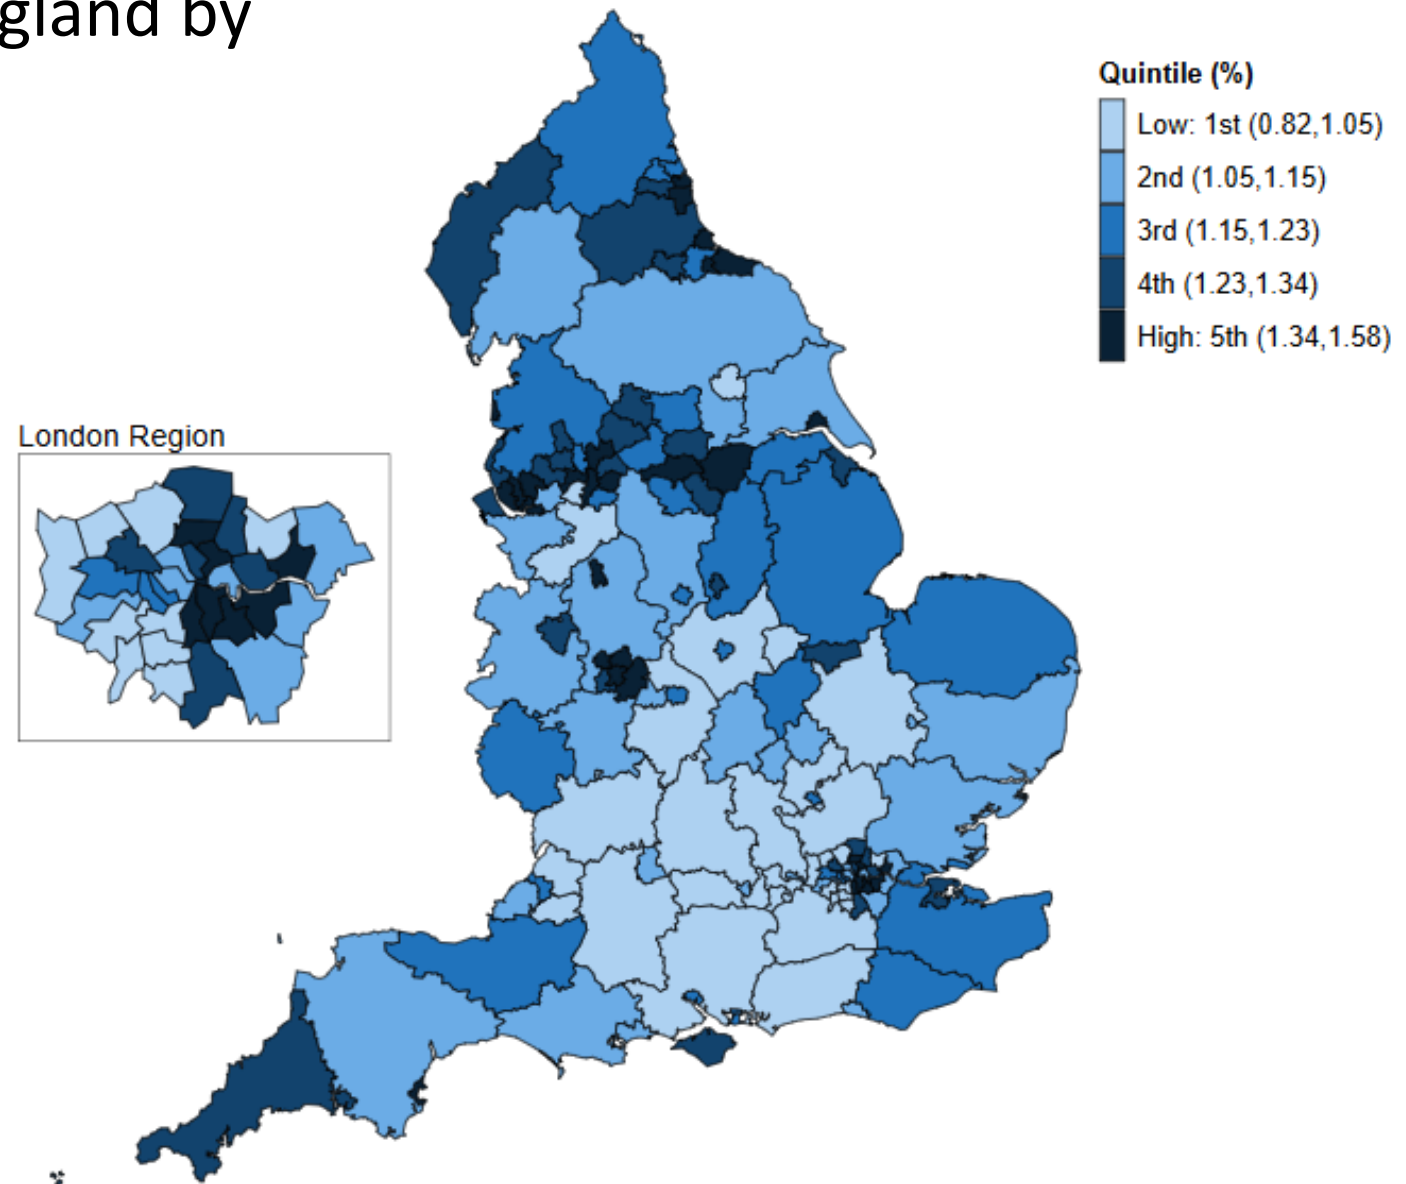 gland by
Quintile (%)
Low: 1st (0.82,1.05)
2nd (1.05,1.15)
3rd (1.15,1.23)
4th (1.23,1.34)
High: 5th (1.34,1.58)
London Region